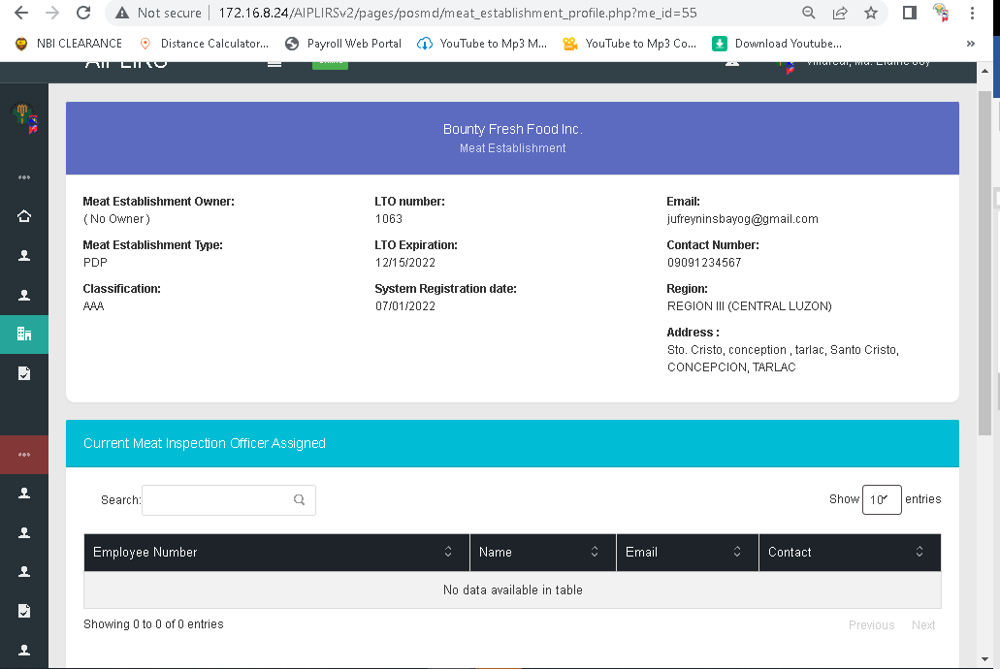 Not secure | 172.16.8.24/AIPLIRSv2/pages/posmd/meat_establishment_profile.php?me_id=55
NBI CLEARANCE Distance Calculator... Payroll Web Portal YouTube to Mp3 M... YouTube to Mp3 Co... Download Youtube... »
AIPLIRS
Bounty Fresh Food Inc.
Meat Establishment
Meat Establishment Owner: LTO number: Email:
( No Owner ) 1063 jufreyninsbayog@gmail.com
Meat Establishment Type: LTO Expiration: Contact Number:
PDP 12/15/2022 09091234567
Classification: System Registration date: Region:
AAA 07/01/2022 REGION III (CENTRAL LUZON)
Address :
Sto. Cristo, conception , tarlac, Santo Cristo,
CONCEPCION, TARLAC
Current Meat Inspection Officer Assigned
Search: Show 10 entries
Employee Number Name Email Contact
No data available in table
Showing 0 to 0 of 0 entries
Previous Next